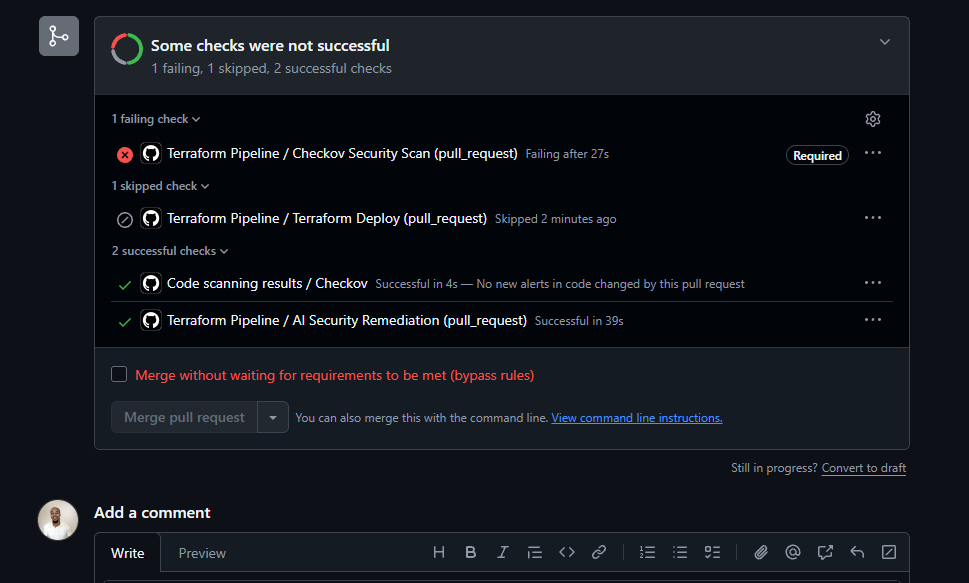 Some checks were not successful
1 failing, 1 skipped, 2 successful checks
1 failing check
Terraform Pipeline / Checkov Security Scan (pull_request) Failing after 27s Required
1 skipped check
Terraform Pipeline / Terraform Deploy (pull_request) Skipped 2 minutes ago
2 successful checks
Code scanning results / Checkov Successful in 4s — No new alerts in code changed by this pull request
Terraform Pipeline / AI Security Remediation (pull_request) Successful in 39s
Merge without waiting for requirements to be met (bypass rules)
Merge pull request You can also merge this with the command line. View command line instructions.
Still in progress? Convert to draft
Add a comment
Write Preview